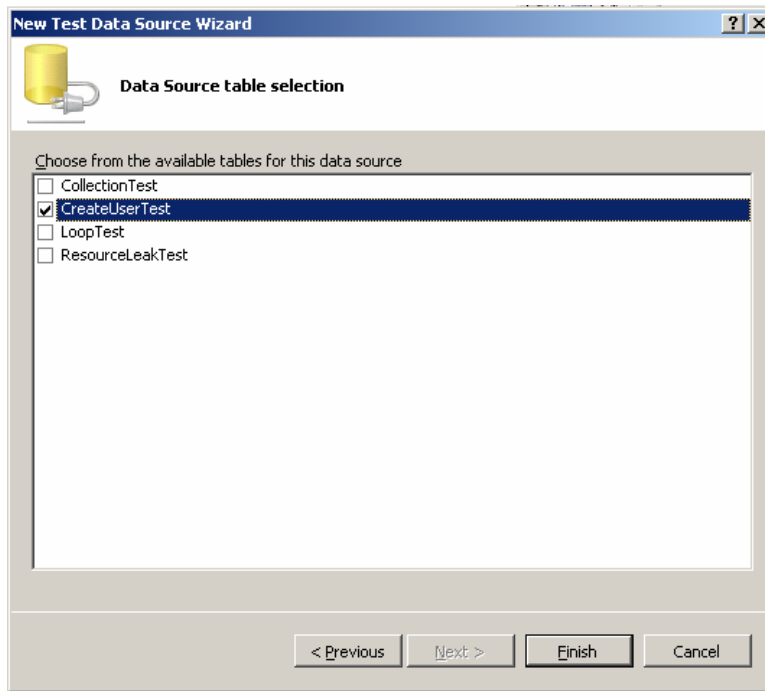 New Test Data Source Wizard
Data Source table selection
Choose from the available tables for this data source
CollectionTest
CreateUserTest
LoopTest
ResourceLeakTest
< Previous Next > Finish Cancel